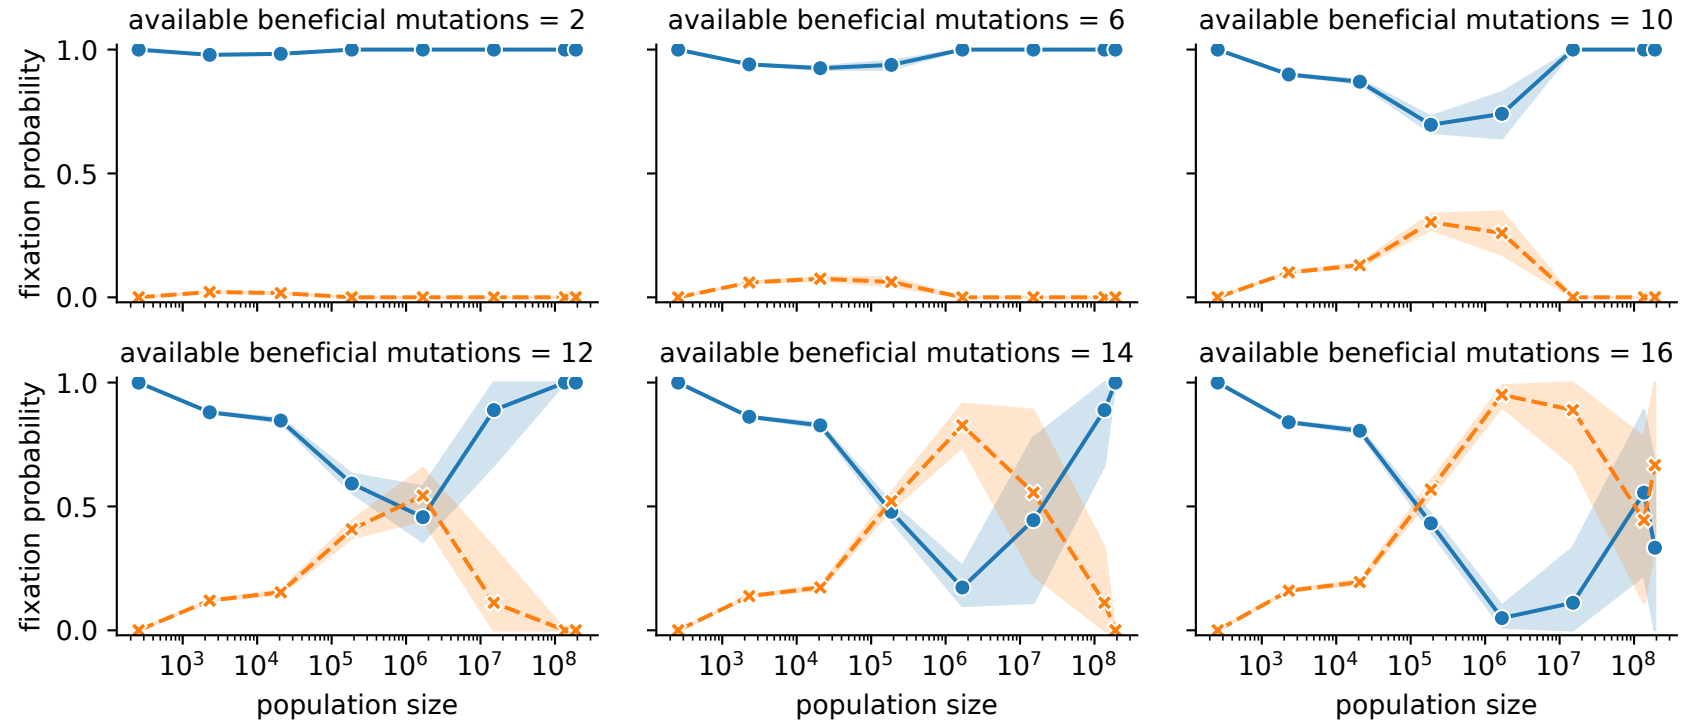 available beneficial mutations = 2
available beneficial mutations = 6
available beneficial mutations = 10
fixation probability
1.0
0.5
0.0
available beneficial mutations = 12
available beneficial mutations = 14
available beneficial mutations = 16
fixation probability
1.0
0.5
0.0
10³ 10⁴ 10⁵ 10⁶ 10⁷ 10⁸
10³ 10⁴ 10⁵ 10⁶ 10⁷ 10⁸
10³ 10⁴ 10⁵ 10⁶ 10⁷ 10⁸
population size
population size
population size